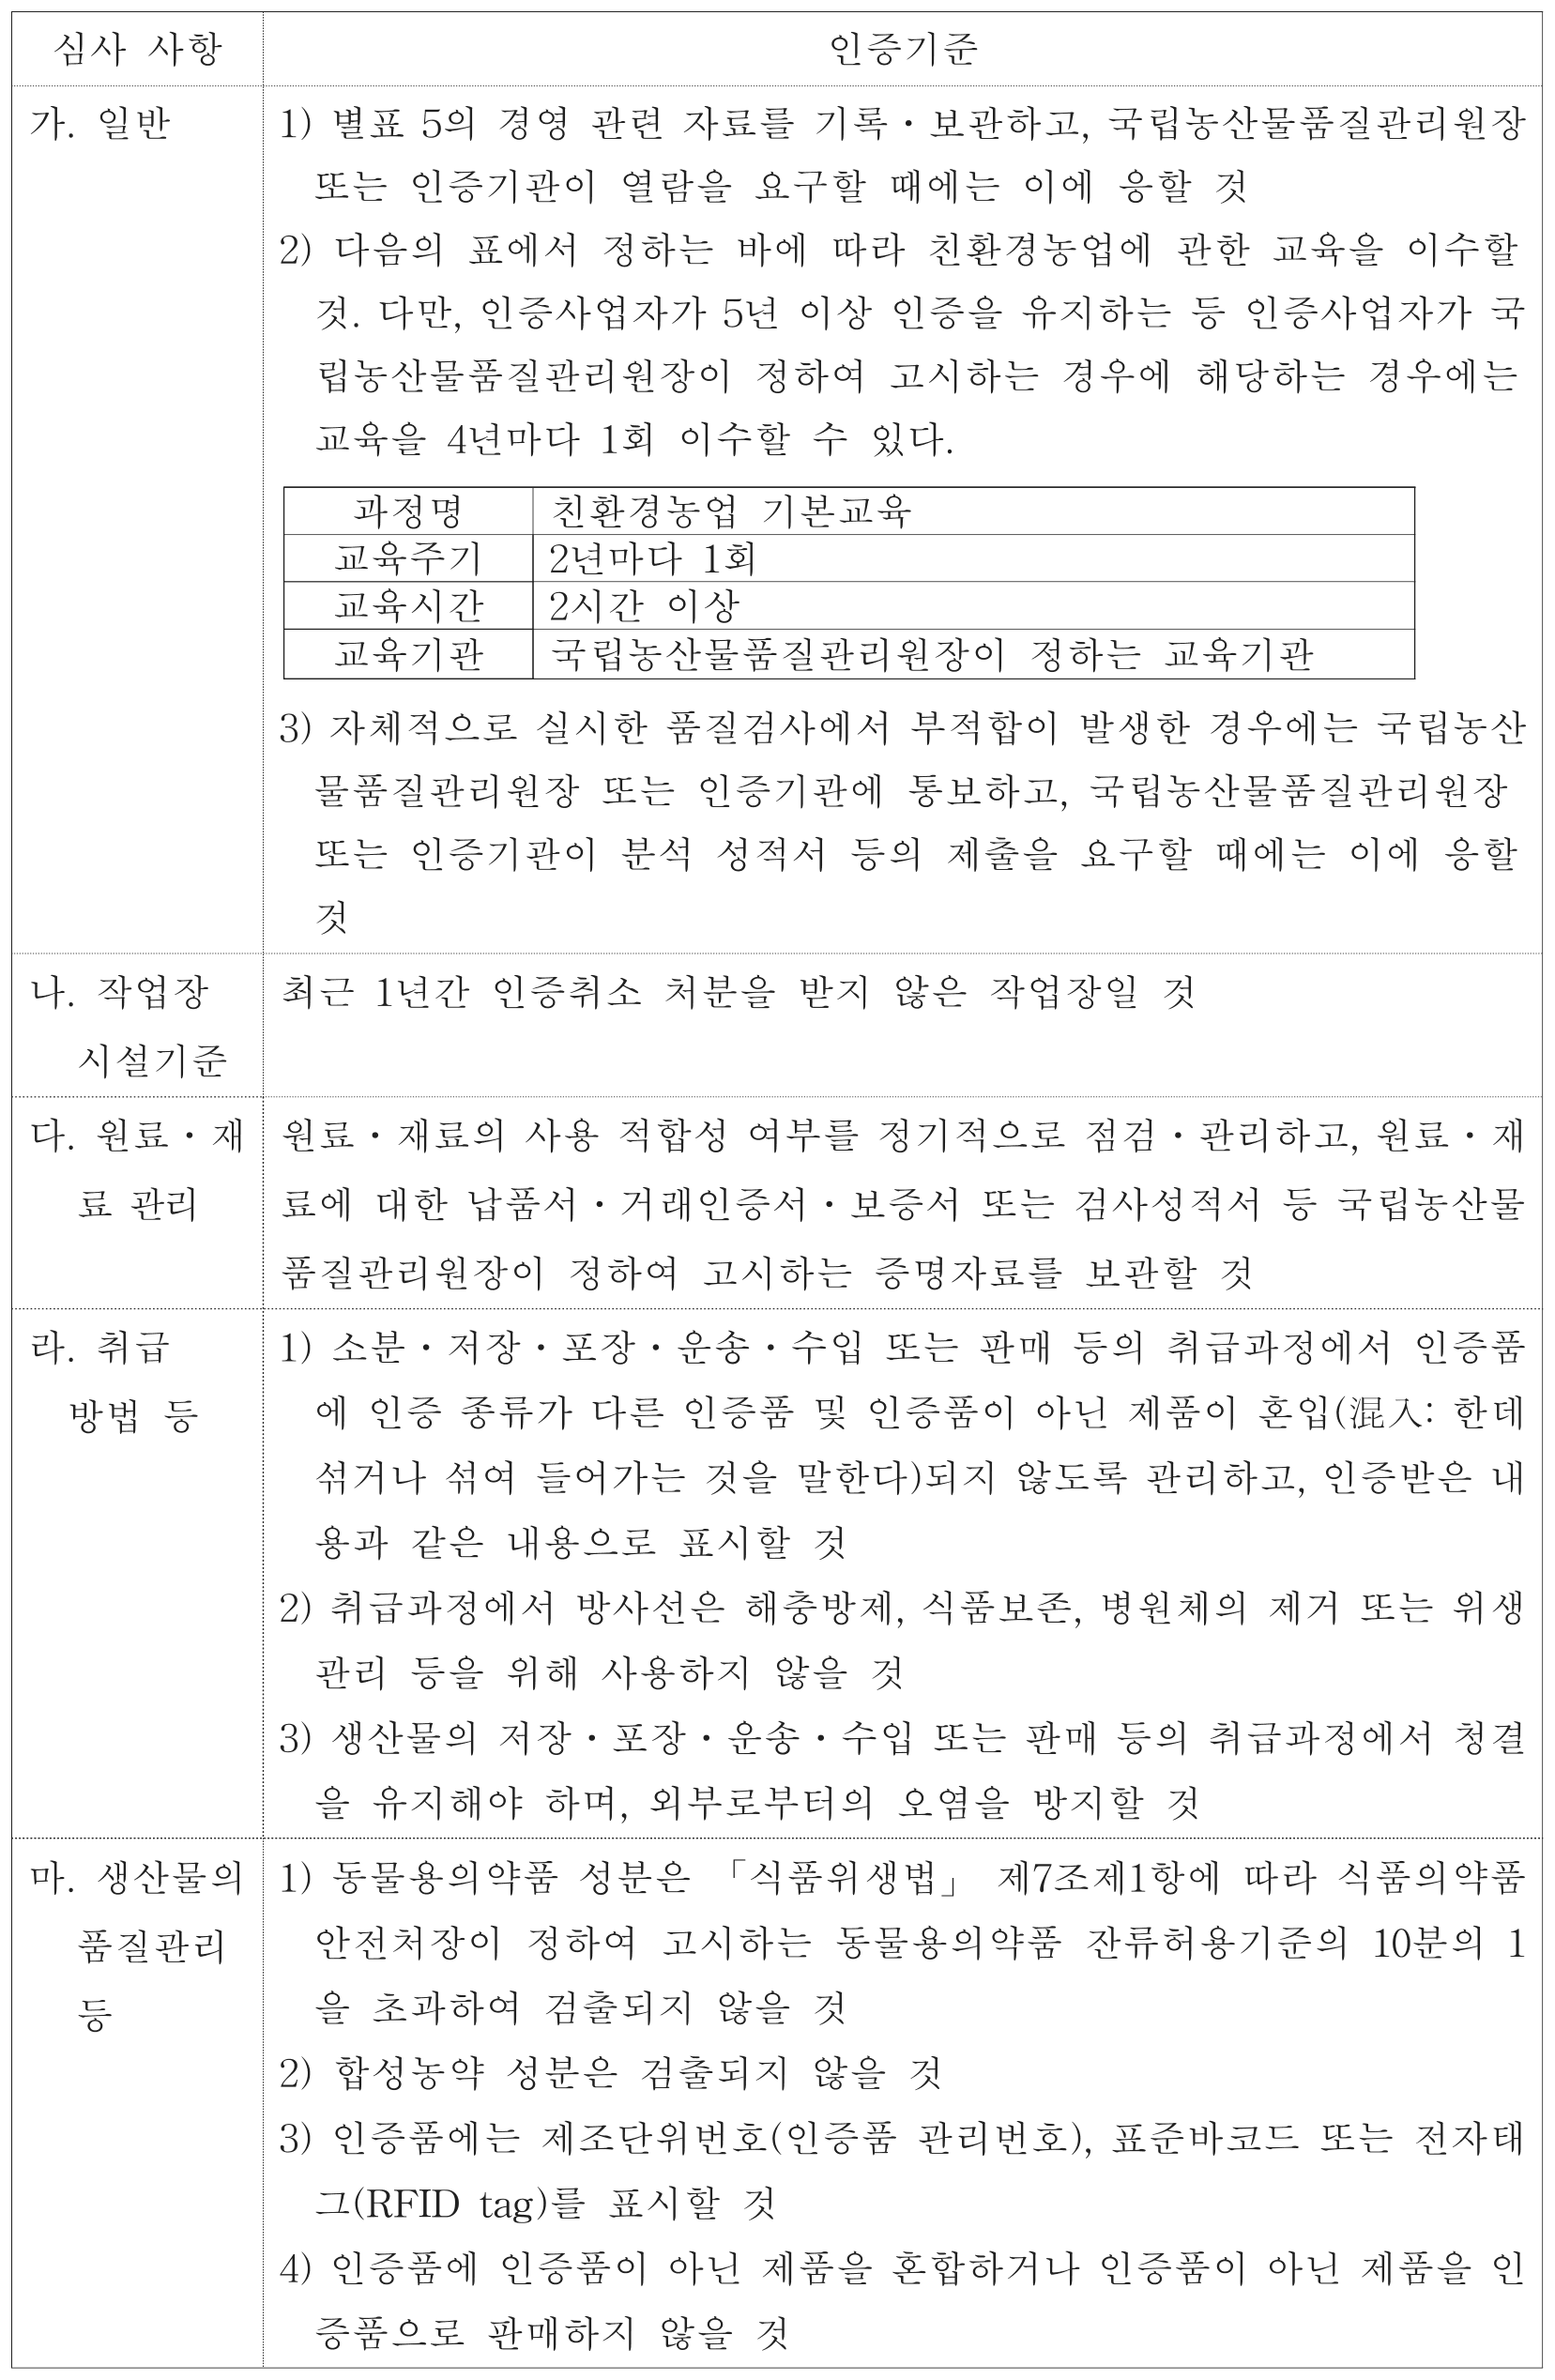 심사 사항 인증기준
가. 일반
1) 별표 5의 경영 관련 자료를 기록·보관하고, 국립농산물품질관리원장
또는 인증기관이 열람을 요구할 때에는 이에 응할 것
2) 다음의 표에서 정하는 바에 따라 친환경농업에 관한 교육을 이수할
것. 다만, 인증사업자가 5년 이상 인증을 유지하는 등 인증사업자가 국
립농산물품질관리원장이 정하여 고시하는 경우에 해당하는 경우에는
교육을 4년마다 1회 이수할 수 있다.
과정명 친환경농업 기본교육
교육주기 2년마다 1회
교육시간 2시간 이상
교육기관 국립농산물품질관리원장이 정하는 교육기관
3) 자체적으로 실시한 품질검사에서 부적합이 발생한 경우에는 국립농산
물품질관리원장 또는 인증기관에 통보하고, 국립농산물품질관리원장
또는 인증기관이 분석 성적서 등의 제출을 요구할 때에는 이에 응할
것
나. 작업장
시설기준
최근 1년간 인증취소 처분을 받지 않은 작업장일 것
다. 원료·재
료 관리
원료·재료의 사용 적합성 여부를 정기적으로 점검·관리하고, 원료·재
료에 대한 납품서·거래인증서·보증서 또는 검사성적서 등 국립농산물
품질관리원장이 정하여 고시하는 증명자료를 보관할 것
라. 취급
방법 등
1) 소분·저장·포장·운송·수입 또는 판매 등의 취급과정에서 인증품
에 인증 종류가 다른 인증품 및 인증품이 아닌 제품이 혼입(混入: 한데
섞거나 섞여 들어가는 것을 말한다)되지 않도록 관리하고, 인증받은 내
용과 같은 내용으로 표시할 것
2) 취급과정에서 방사선은 해충방제, 식품보존, 병원체의 제거 또는 위생
관리 등을 위해 사용하지 않을 것
3) 생산물의 저장·포장·운송·수입 또는 판매 등의 취급과정에서 청결
을 유지해야 하며, 외부로부터의 오염을 방지할 것
마. 생산물의
품질관리
등
1) 동물용의약품 성분은 「식품위생법」 제7조제1항에 따라 식품의약품
안전처장이 정하여 고시하는 동물용의약품 잔류허용기준의 10분의 1
을 초과하여 검출되지 않을 것
2) 합성농약 성분은 검출되지 않을 것
3) 인증품에는 제조단위번호(인증품 관리번호), 표준바코드 또는 전자태
그(RFID tag)를 표시할 것
4) 인증품에 인증품이 아닌 제품을 혼합하거나 인증품이 아닌 제품을 인
증품으로 판매하지 않을 것